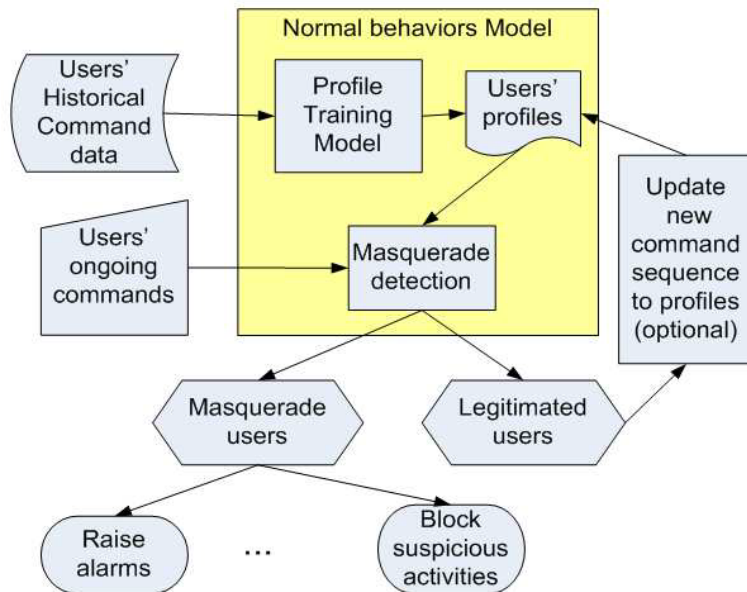 Normal behaviors Model
Users'
Historical
Command
data
Profile
Training
Model
Users'
profiles
Update
new
command
sequence
to profiles
(optional)
Users'
ongoing
commands
Masquerade
detection
Masquerade
users
Legitimated
users
Raise
alarms
...
Block
suspicious
activities